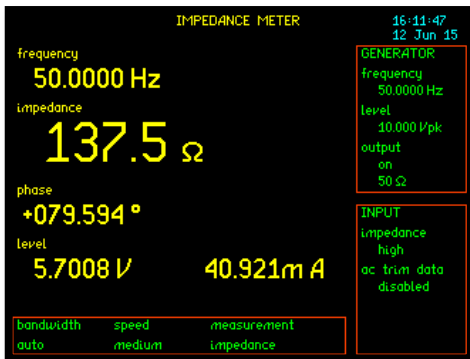 IMPEDANCE METER
16:11:47
12 Jun 15
frequency
50.0000 Hz
impedance
137.5 Ω
phase
+079.594 °
level
5.7008 V 40.921m A
GENERATOR
frequency
50.0000 Hz
level
10.000 Vpk
output
on
50 Ω
INPUT
impedance
high
ac trim data
disabled
bandwidth speed measurement
auto medium impedance